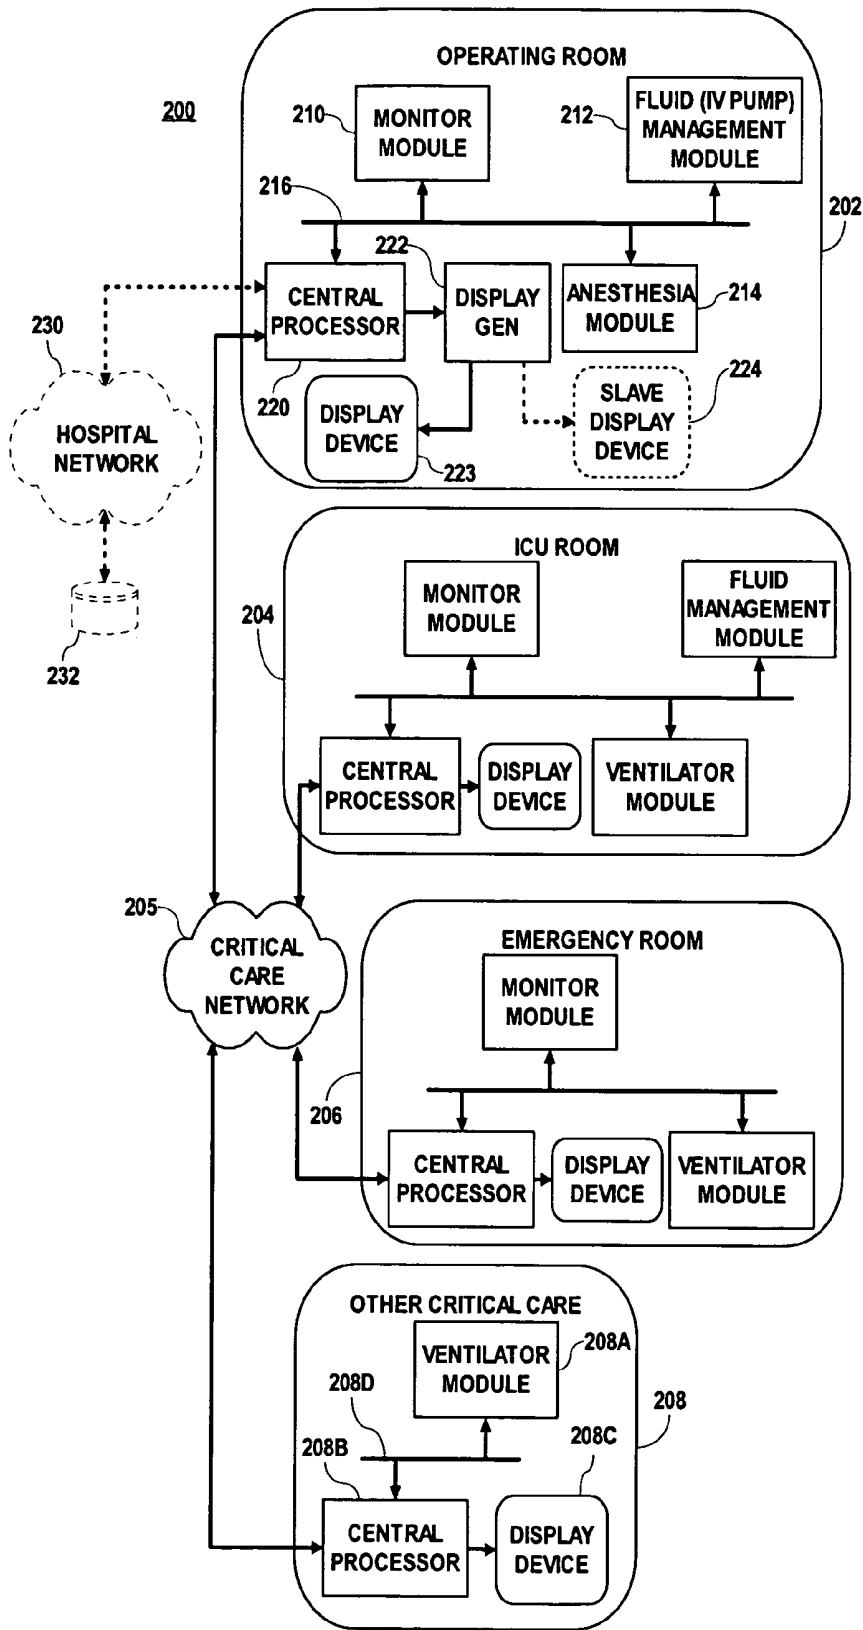 OPERATING ROOM
200
210
MONITOR
MODULE
212
FLUID (IV PUMP)
MANAGEMENT
MODULE
216
202
222
CENTRAL
PROCESSOR
DISPLAY
GEN
ANESTHESIA
MODULE
214
230
220
224
HOSPITAL
NETWORK
DISPLAY
DEVICE
223
SLAVE
DISPLAY
DEVICE
232
ICU ROOM
204
MONITOR
MODULE
FLUID
MANAGEMENT
MODULE
CENTRAL
PROCESSOR
DISPLAY
DEVICE
VENTILATOR
MODULE
205
CRITICAL
CARE
NETWORK
EMERGENCY ROOM
MONITOR
MODULE
206
CENTRAL
PROCESSOR
DISPLAY
DEVICE
VENTILATOR
MODULE
OTHER CRITICAL CARE
VENTILATOR
MODULE
208A
208D
208
208B
208C
CENTRAL
PROCESSOR
DISPLAY
DEVICE